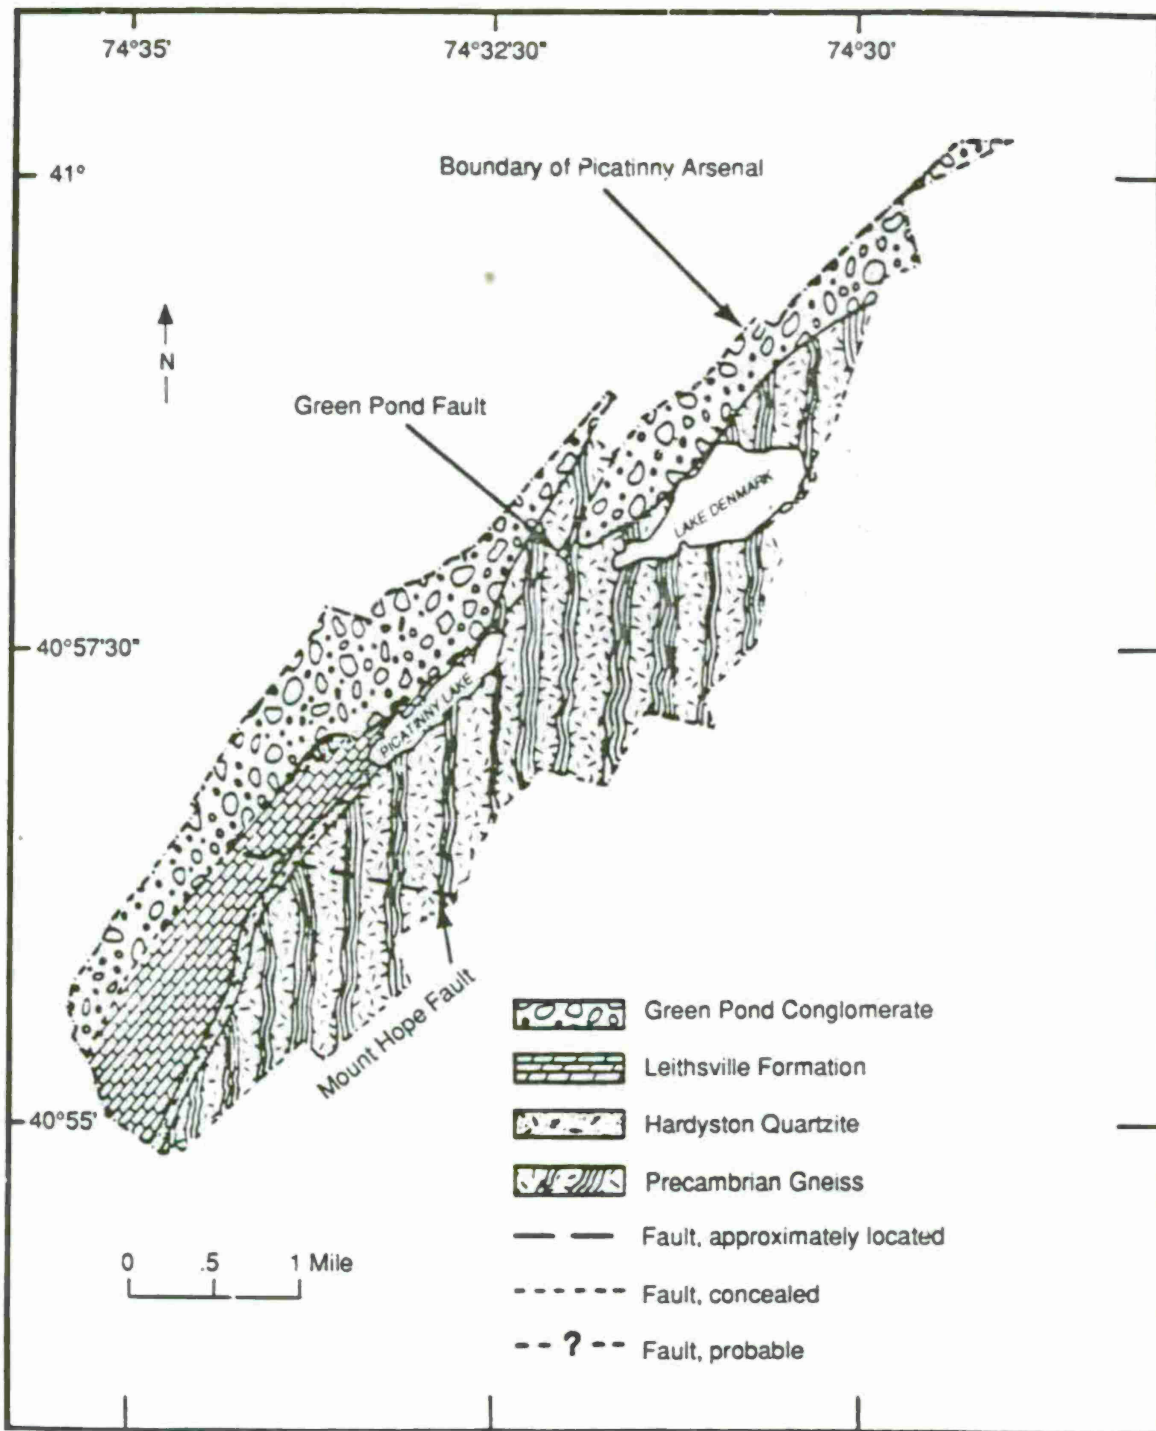 74°35'
74°32'30"
74°30'
41°
Boundary of Picatinny Arsenal
N
Green Pond Fault
LAKE DENMARK
40°57'30"
PICATINNY LAKE
Mount Hope Fault
40°55'
Green Pond Conglomerate
Leithsville Formation
Hardyston Quartzite
Precambrian Gneiss
Fault, approximately located
Fault, concealed
? Fault, probable
0 .5 1 Mile